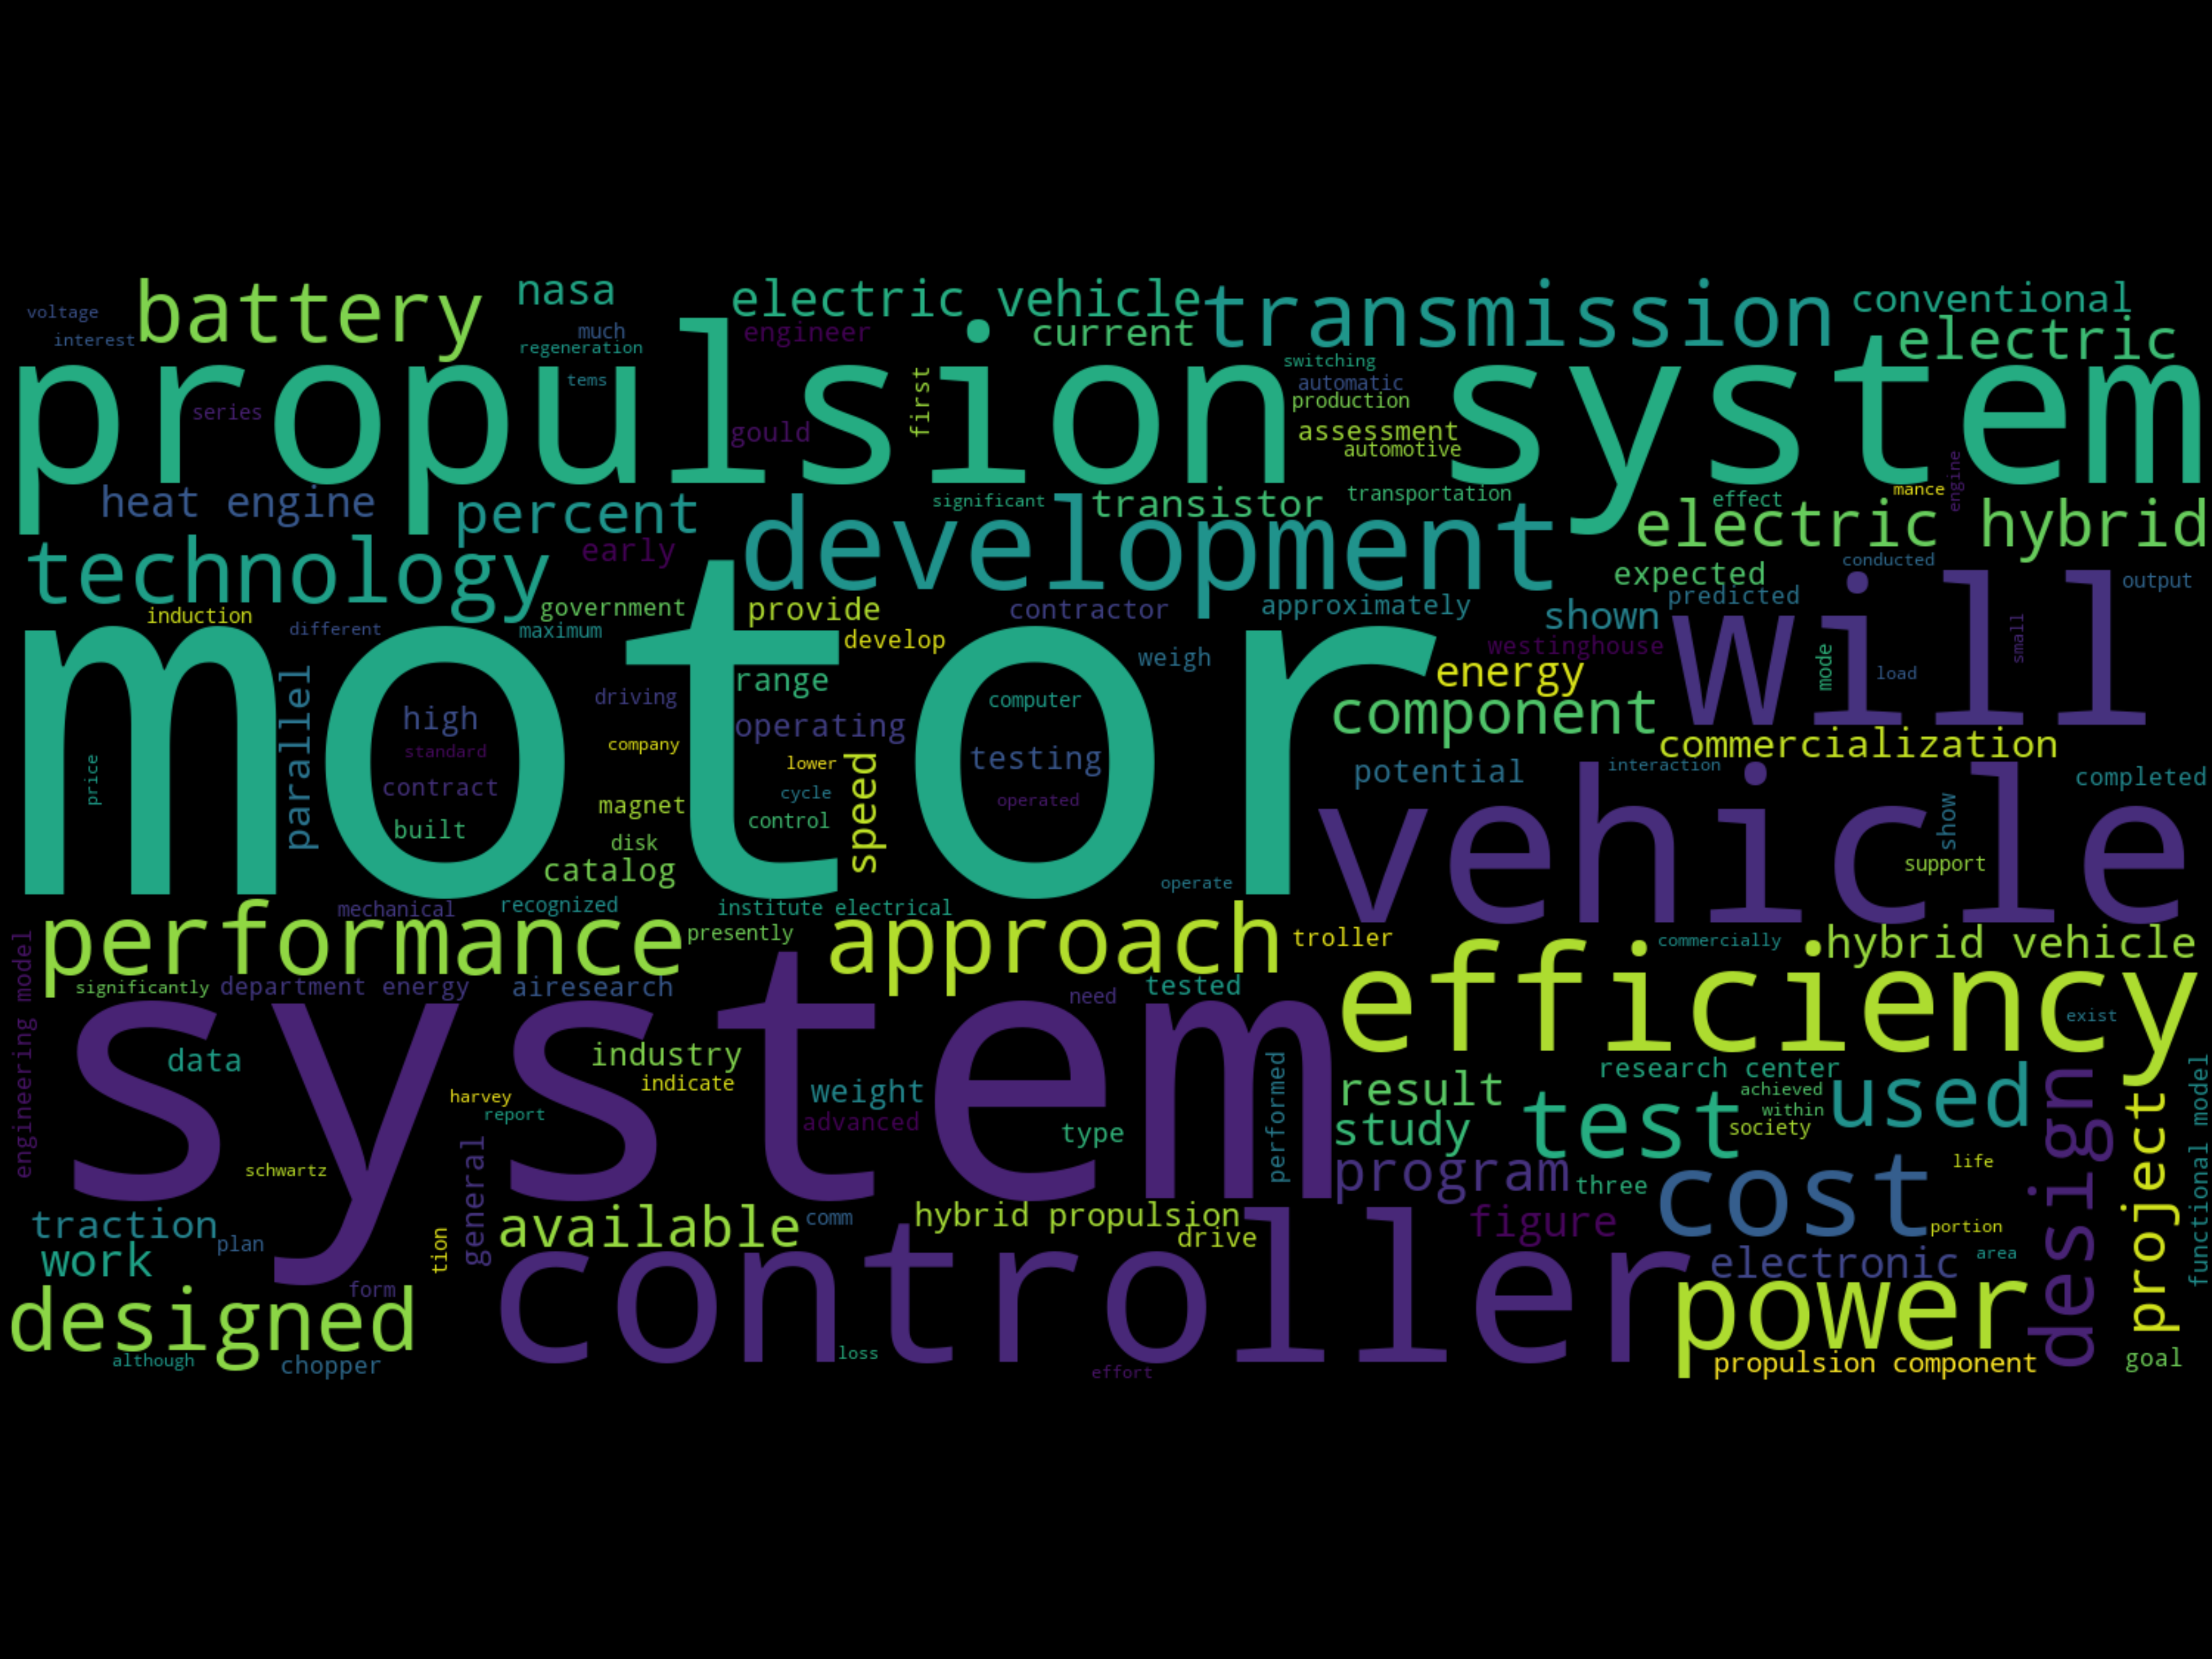 voltage
interest
battery
nasa
electric vehicle
transmission
conventional
much
regeneration
engineer
current
electric
propulsion system
tems
series
gould
first
switching
automatic
production
assessment
automotive
heat engine
percent
significant
transistor
transportation
effect
mance
engine
technology
early
development
electric hybrid
conducted
expected
output
induction
different
government
maximum
provide
contractor
approximately
shown
predicted
will
develop
weigh
westinghouse
mode
load
small
motor
parallel
high
standard
contract
built
price
driving
company
magnet
disk
catalog
range
operating
lower
cycle
control
speed
computer
testing
operated
operate
energy
component
commercialization
potential
interaction
completed
vehicle
show
support
mechanical
recognized
institute electrical
performance
presently
approach
troller
commercially
hybrid vehicle
significantly
department energy
airesearch
need
tested
efficiency
exist
engineering model
system
data
industry
indicate
harvey
report
weight
advanced
type
performed
schwartz
general
result
study
test
research center
achieved
within
society
used
program
three
cost
life
portion
design
project
functional model
traction
work
plan
tion
available
comm
hybrid propulsion
drive
figure
electronic
area
form
designed
although
chopper
controller
loss
effort
power
propulsion component
goal